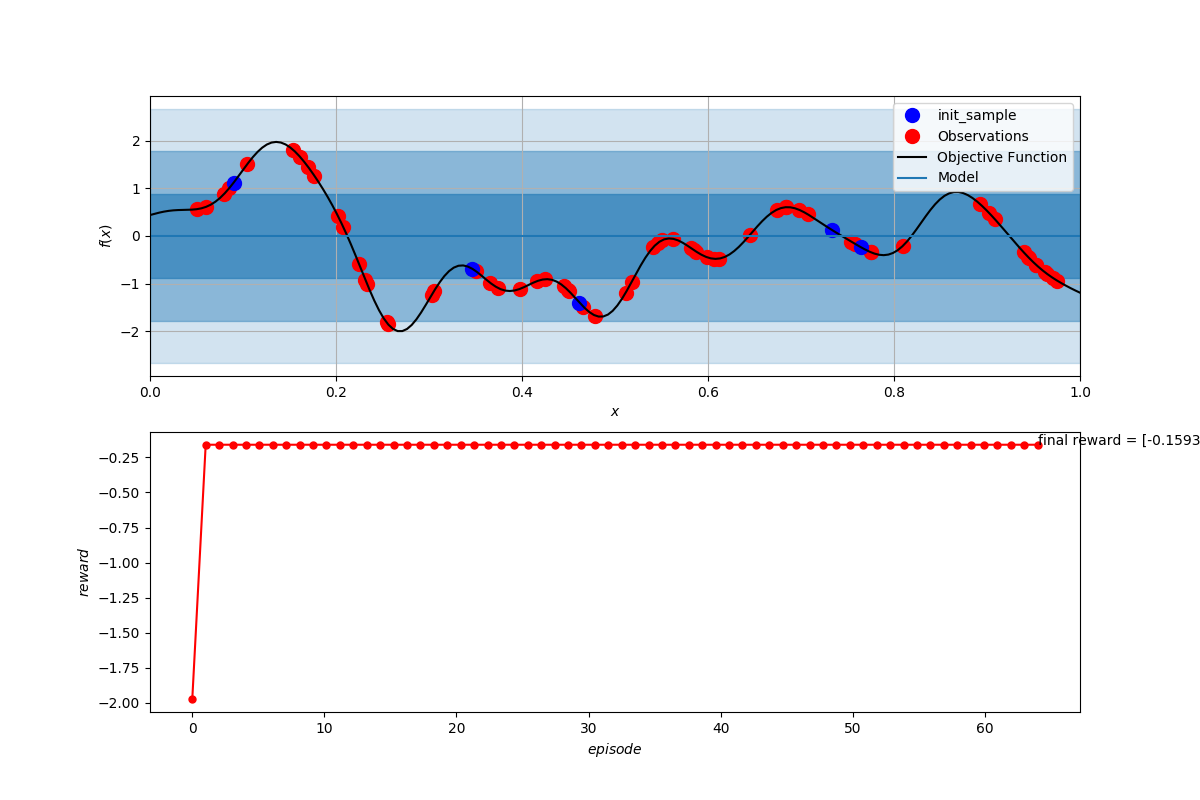 2
1
0
−1
−2
f(x)
init_sample
Observations
Objective Function
Model
0.0 0.2 0.4 0.6 0.8 1.0
x
final reward = [-0.1593
−0.25
−0.50
−0.75
−1.00
−1.25
−1.50
−1.75
−2.00
reward
0 10 20 30 40 50 60
episode